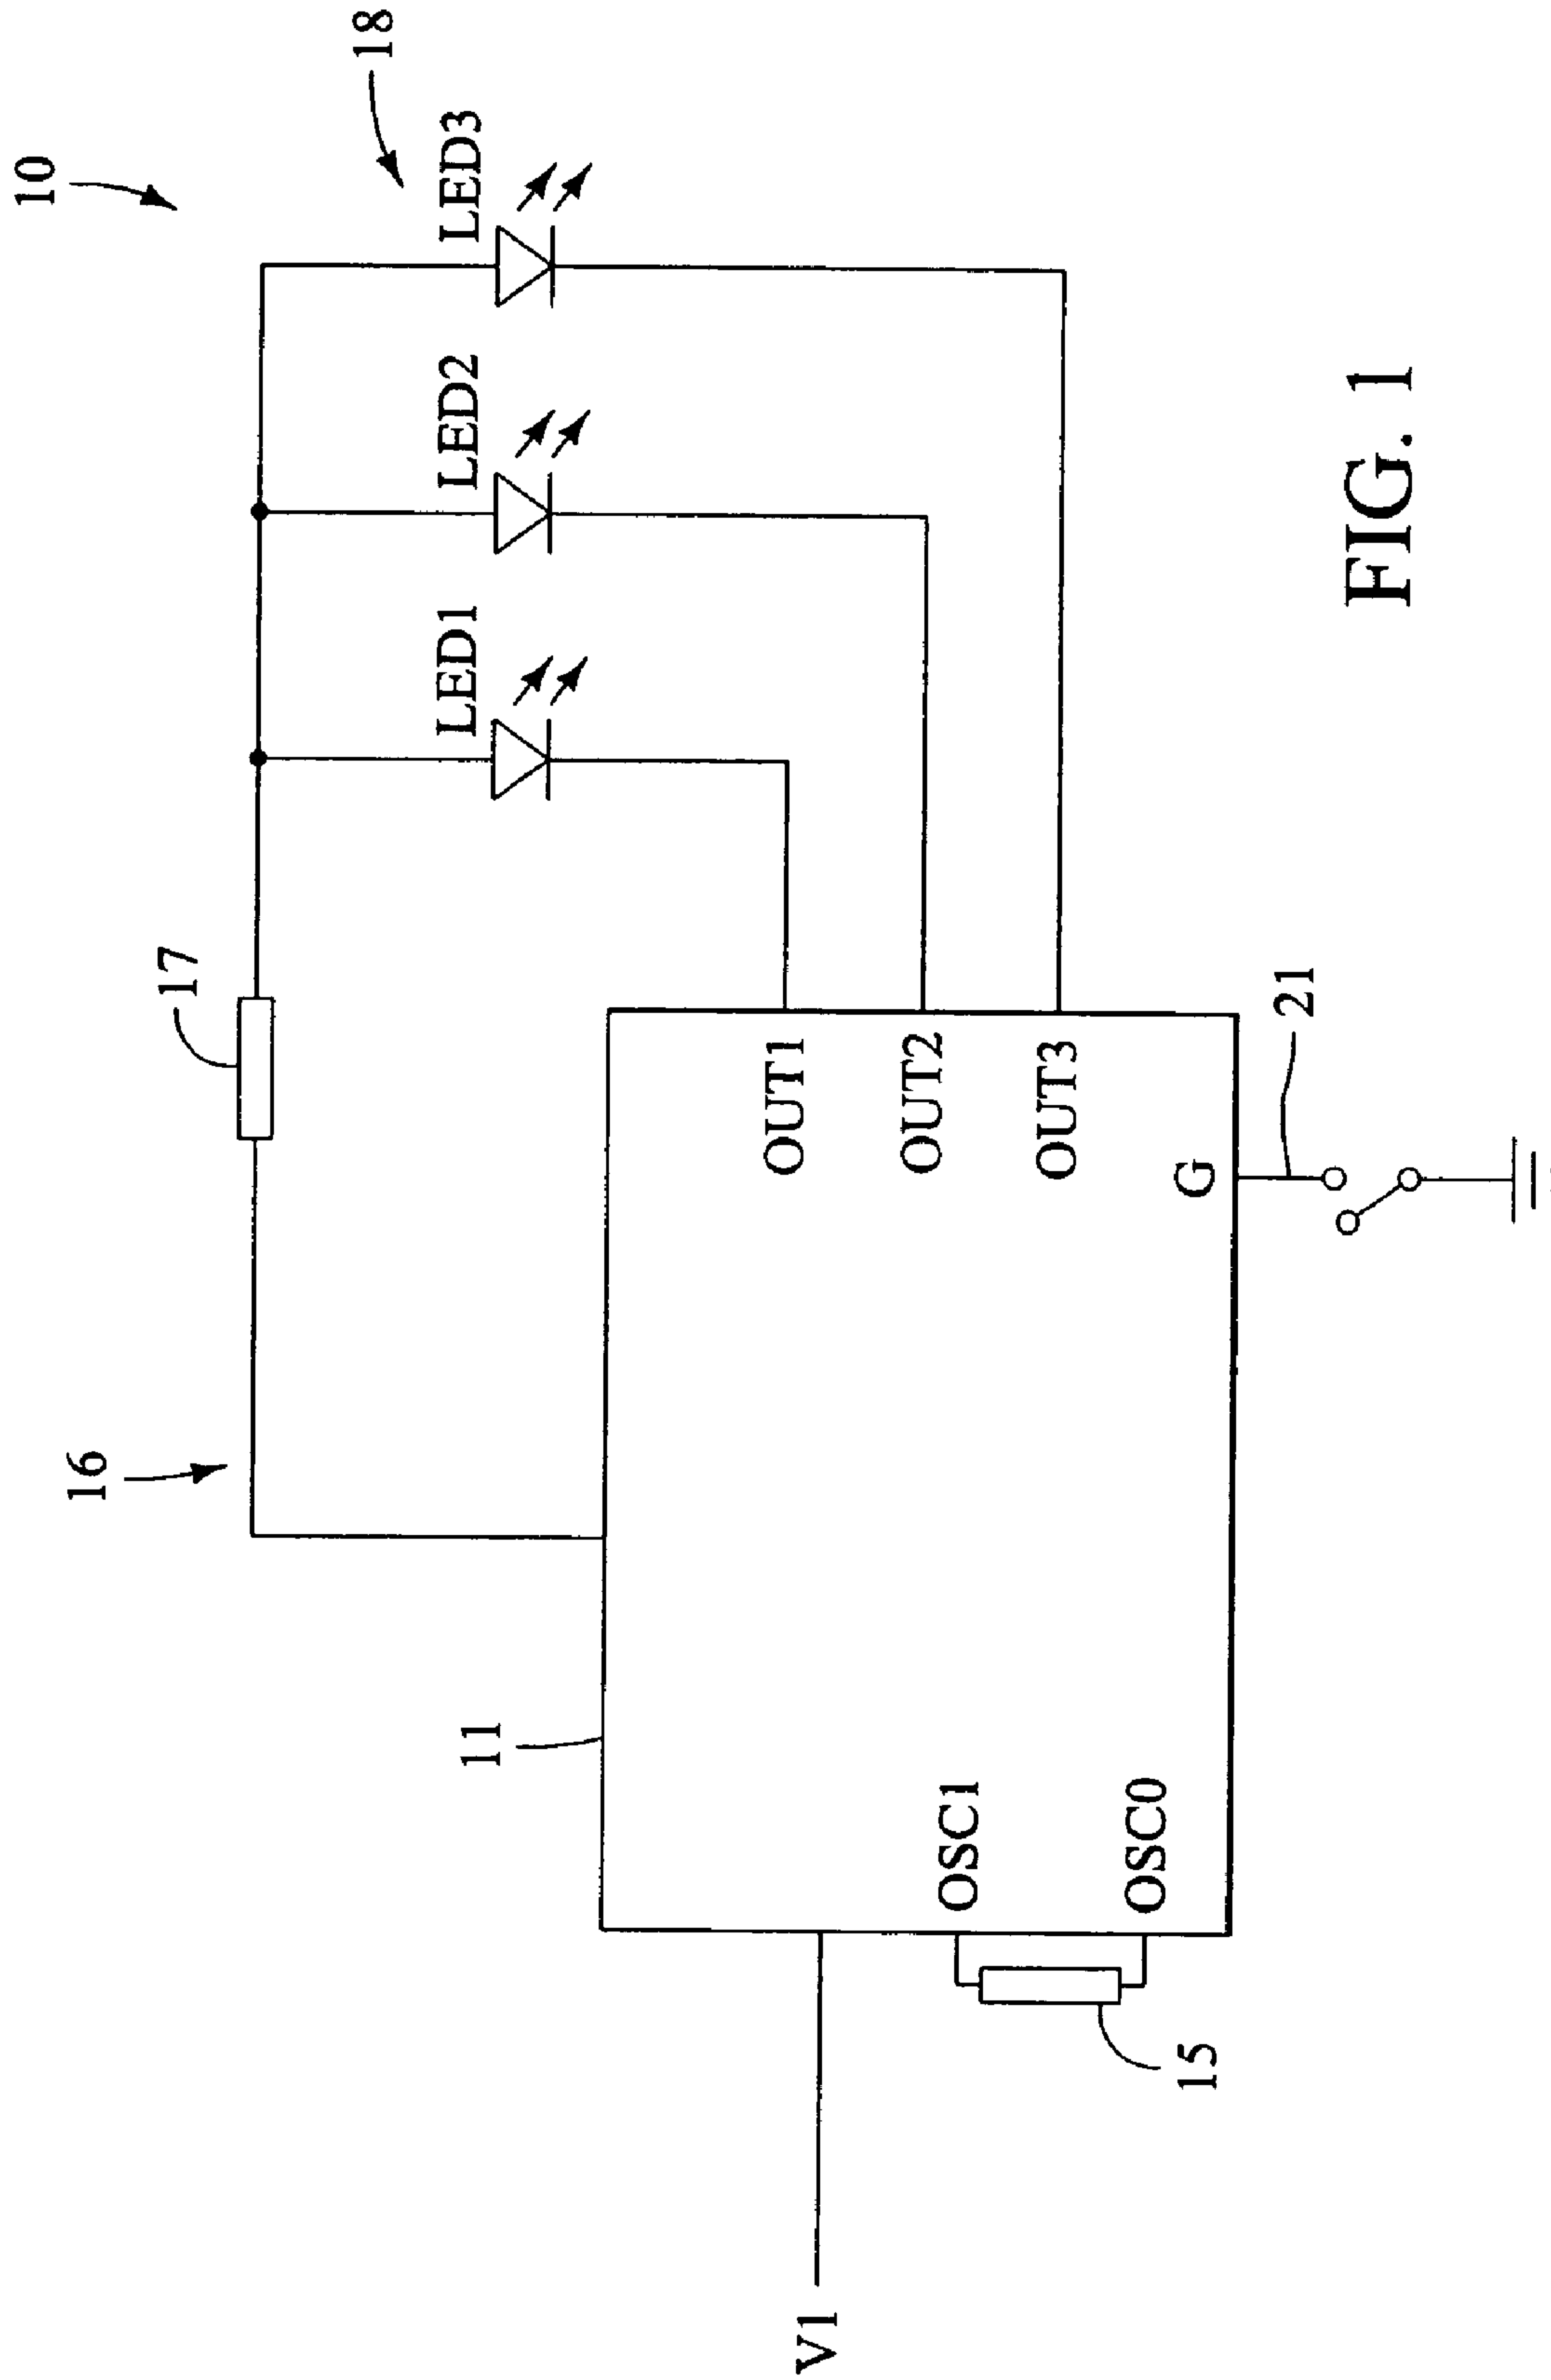 10
18
LED1
LED2
LED3
17
16
11
V1
OUT1
OSC1
OUT2
OSC0
OUT3
G
15
21
FIG. 1